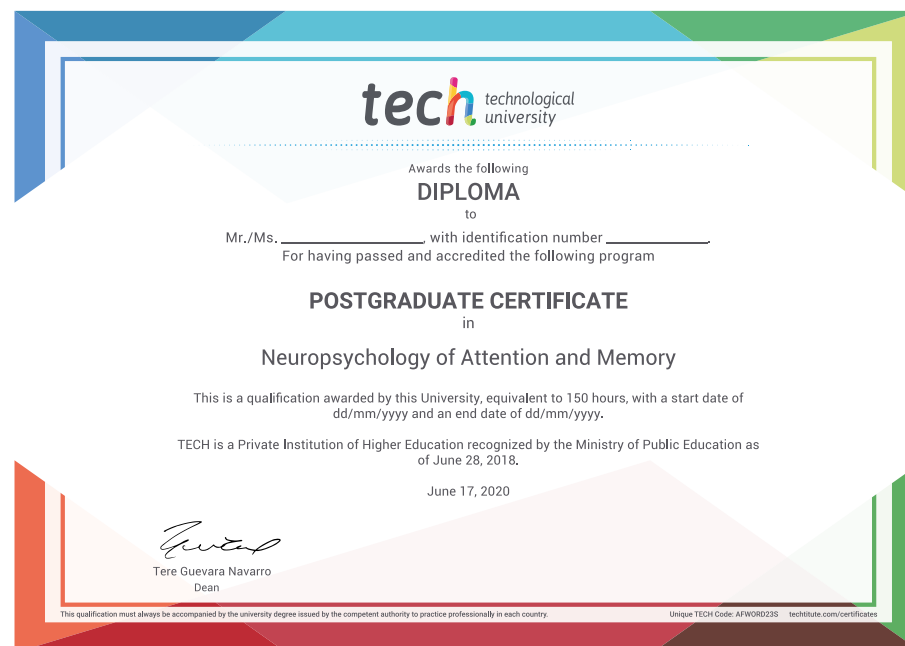 tech technological
university
Awards the following
DIPLOMA
to
Mr./Ms. ________________, with identification number ____________.
For having passed and accredited the following program
POSTGRADUATE CERTIFICATE
in
Neuropsychology of Attention and Memory
This is a qualification awarded by this University, equivalent to 150 hours, with a start date of
dd/mm/yyyy and an end date of dd/mm/yyyy.
TECH is a Private Institution of Higher Education recognized by the Ministry of Public Education as
of June 28, 2018.
June 17, 2020
Tere Guevara Navarro
Dean
This qualification must always be accompanied by the university degree issued by the competent authority to practice professionally in each country. Unique TECH Code: AFWORD23S techtitute.com/certificates